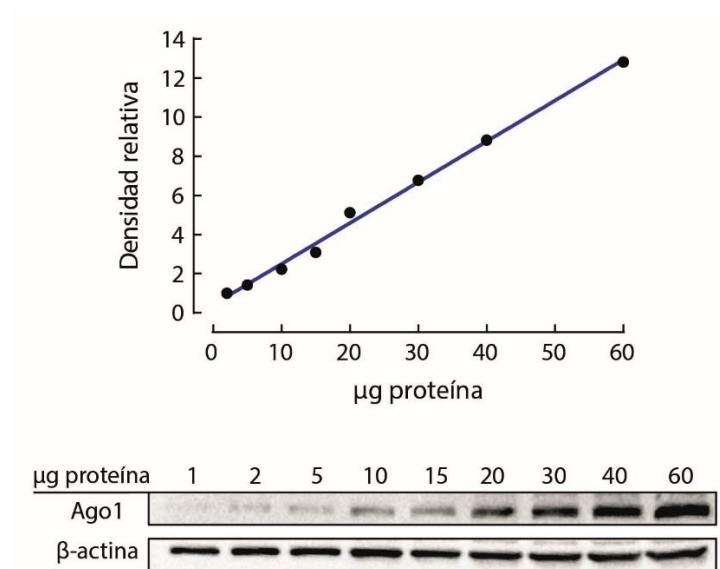 14
12
10
8
6
4
2
0
Densidad relativa
0 10 20 30 40 50 60
µg proteína
µg proteína 1 2 5 10 15 20 30 40 60
Ago1
β-actina